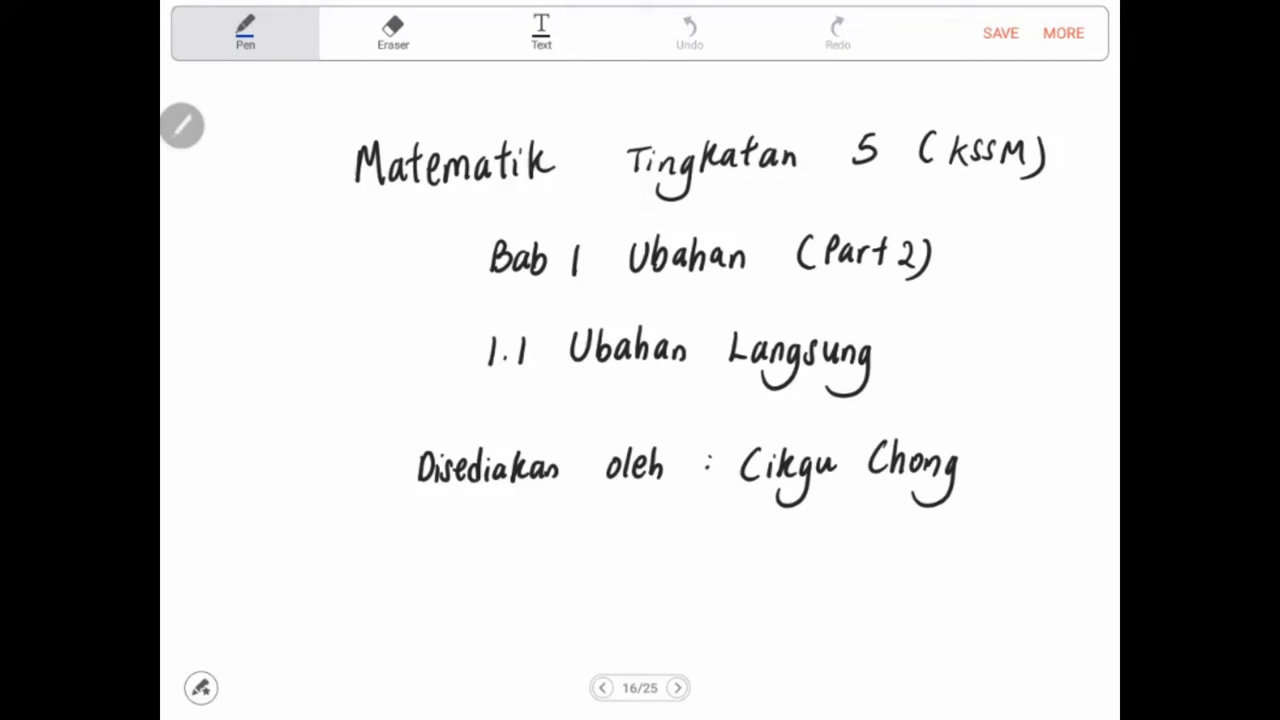 Pen Eraser Text Undo Redo SAVE MORE
Matematik Tingkatan 5 (KSSM)
Bab 1 Ubahan (Part 2)
1.1 Ubahan Langsung
Disediakan oleh : Cikgu Chong
16/25